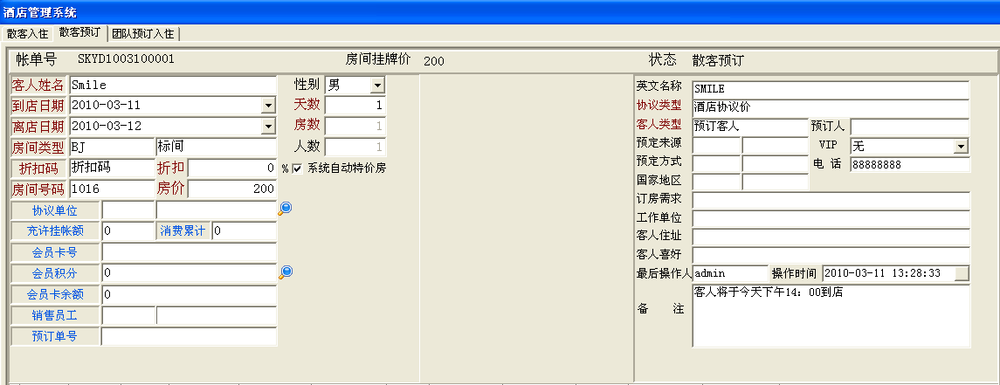 酒店管理系统
散客入住 散客预订 团队预订入住
帐单号 SKYD1003100001 房间挂牌价 200 状态 散客预订
客人姓名 Smile 性别 男
到店日期 2010-03-11 天数 1
离店日期 2010-03-12 房数 1
房间类型 BJ 标间 人数 1
折扣码 折扣码 折扣 0 % 系统自动特价房
房间号码 1016 房价 200
协议单位
充许挂帐额 0 消费累计 0
会员卡号
会员积分 0
会员卡余额 0
销售员工
预订单号
英文名称 SMILE
协议类型 酒店协议价
客人类型 预订客人 预订人
预定来源 VIP 无
预定方式 电 话 88888888
国家地区
订房需求
工作单位
客人住址
客人喜好
最后操作人 admin 操作时间 2010-03-11 13:28:33
备 注 客人将于今天下午14：00到店